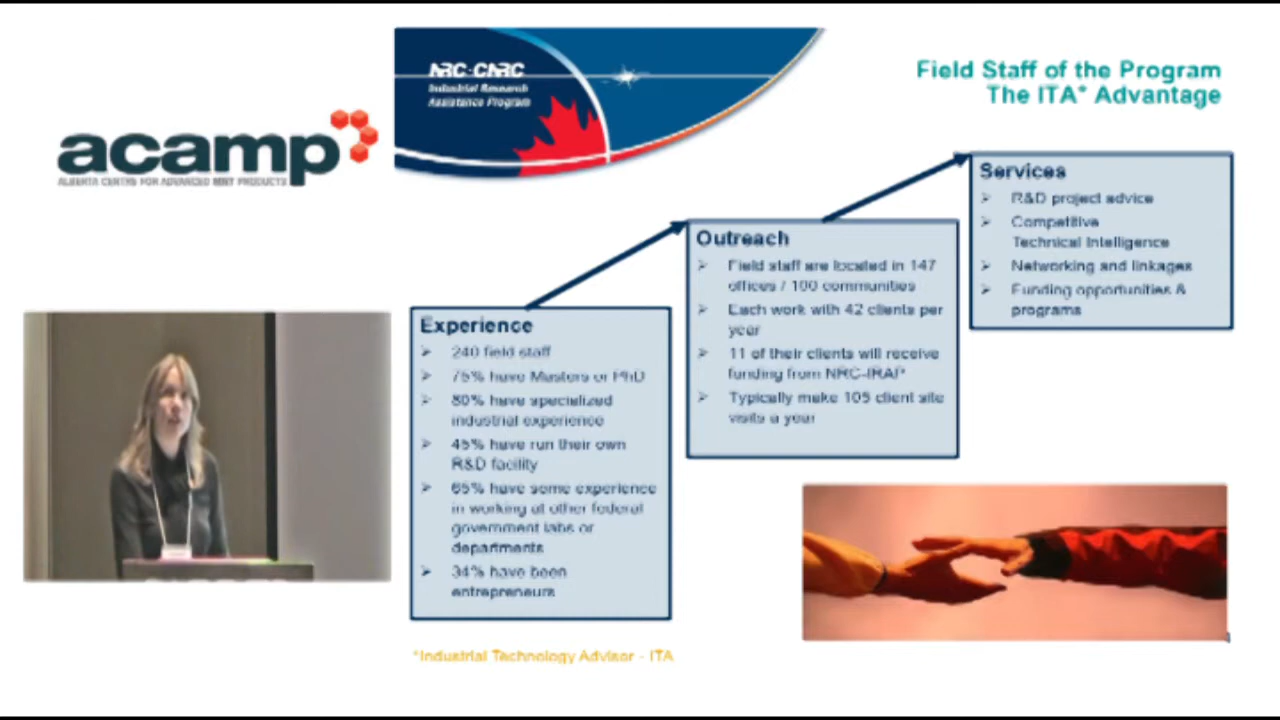 acamp
ALBERTA CENTRE FOR ADVANCED MNT PRODUCTS
NRC·CNRC
Industrial Research
Assistance Program
Field Staff of the Program
The ITA* Advantage
Experience
240 field staff
75% have Masters or PhD
80% have specialized
industrial experience
45% have run their own
R&D facility
65% have some experience
in working at other federal
government labs or
departments
34% have been
entrepreneurs
Outreach
Field staff are located in 147
offices / 100 communities
Each work with 42 clients per
year
11 of their clients will receive
funding from NRC-IRAP
Typically make 105 client site
visits a year
Services
R&D project advice
Competitive
Technical Intelligence
Networking and linkages
Funding opportunities &
programs
*Industrial Technology Advisor - ITA